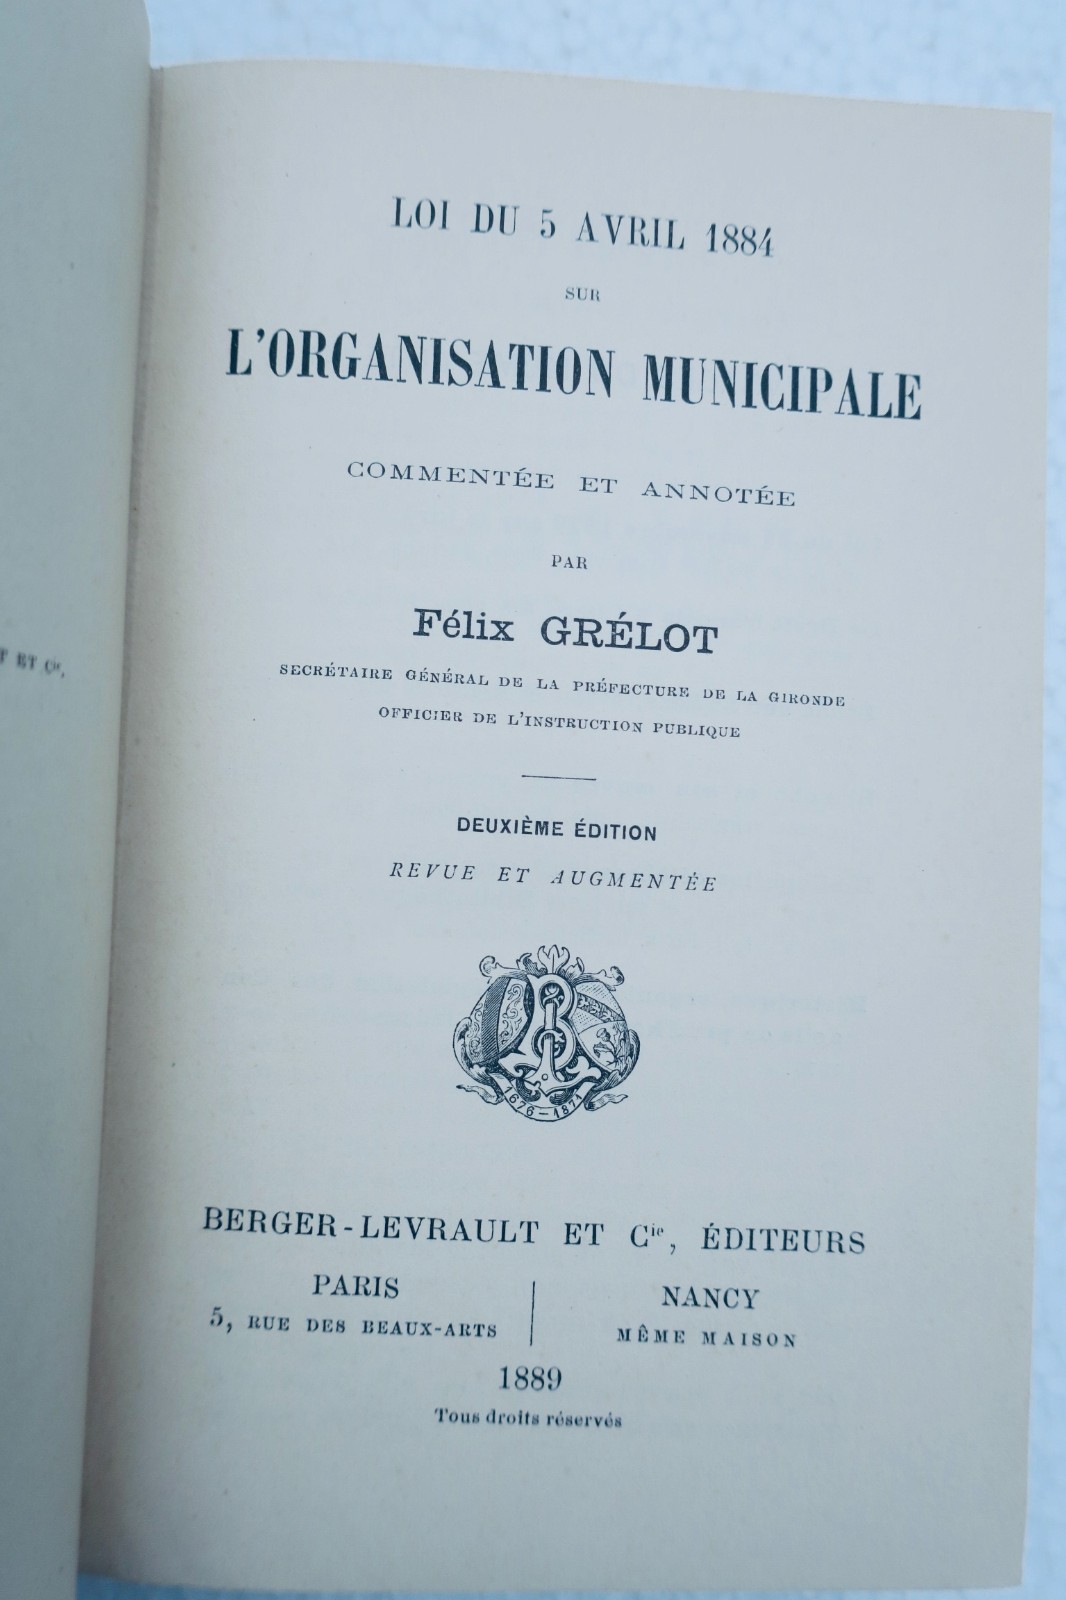 LOI DU 5 AVRIL 1884
SUR
L'ORGANISATION MUNICIPALE
COMMENTÉE ET ANNOTÉE
PAR
Félix GRÉLOT
SECRÉTAIRE GÉNÉRAL DE LA PRÉFECTURE DE LA GIRONDE
OFFICIER DE L'INSTRUCTION PUBLIQUE
DEUXIÈME ÉDITION
REVUE ET AUGMENTÉE
1676–1871
BERGER-LEVRAULT ET Cie, ÉDITEURS
PARIS
5, RUE DES BEAUX-ARTS
NANCY
MÊME MAISON
1889
Tous droits réservés
ET Cie.